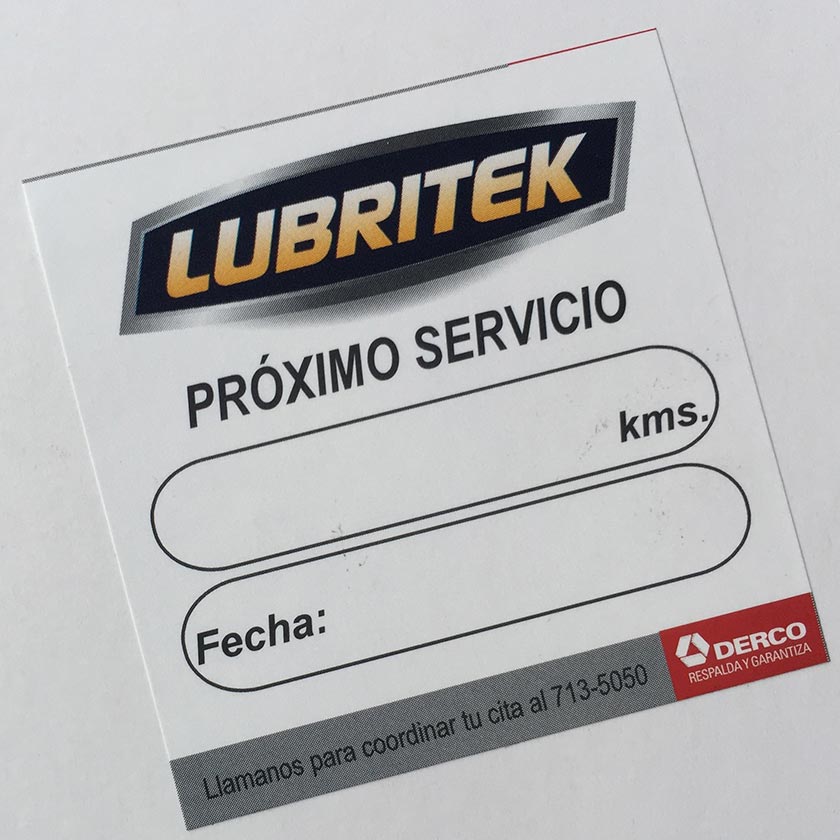 LUBRITEK
PRÓXIMO SERVICIO
kms.
Fecha:
Llamanos para coordinar tu cita al 713-5050
DERCO
RESPALDA Y GARANTIZA